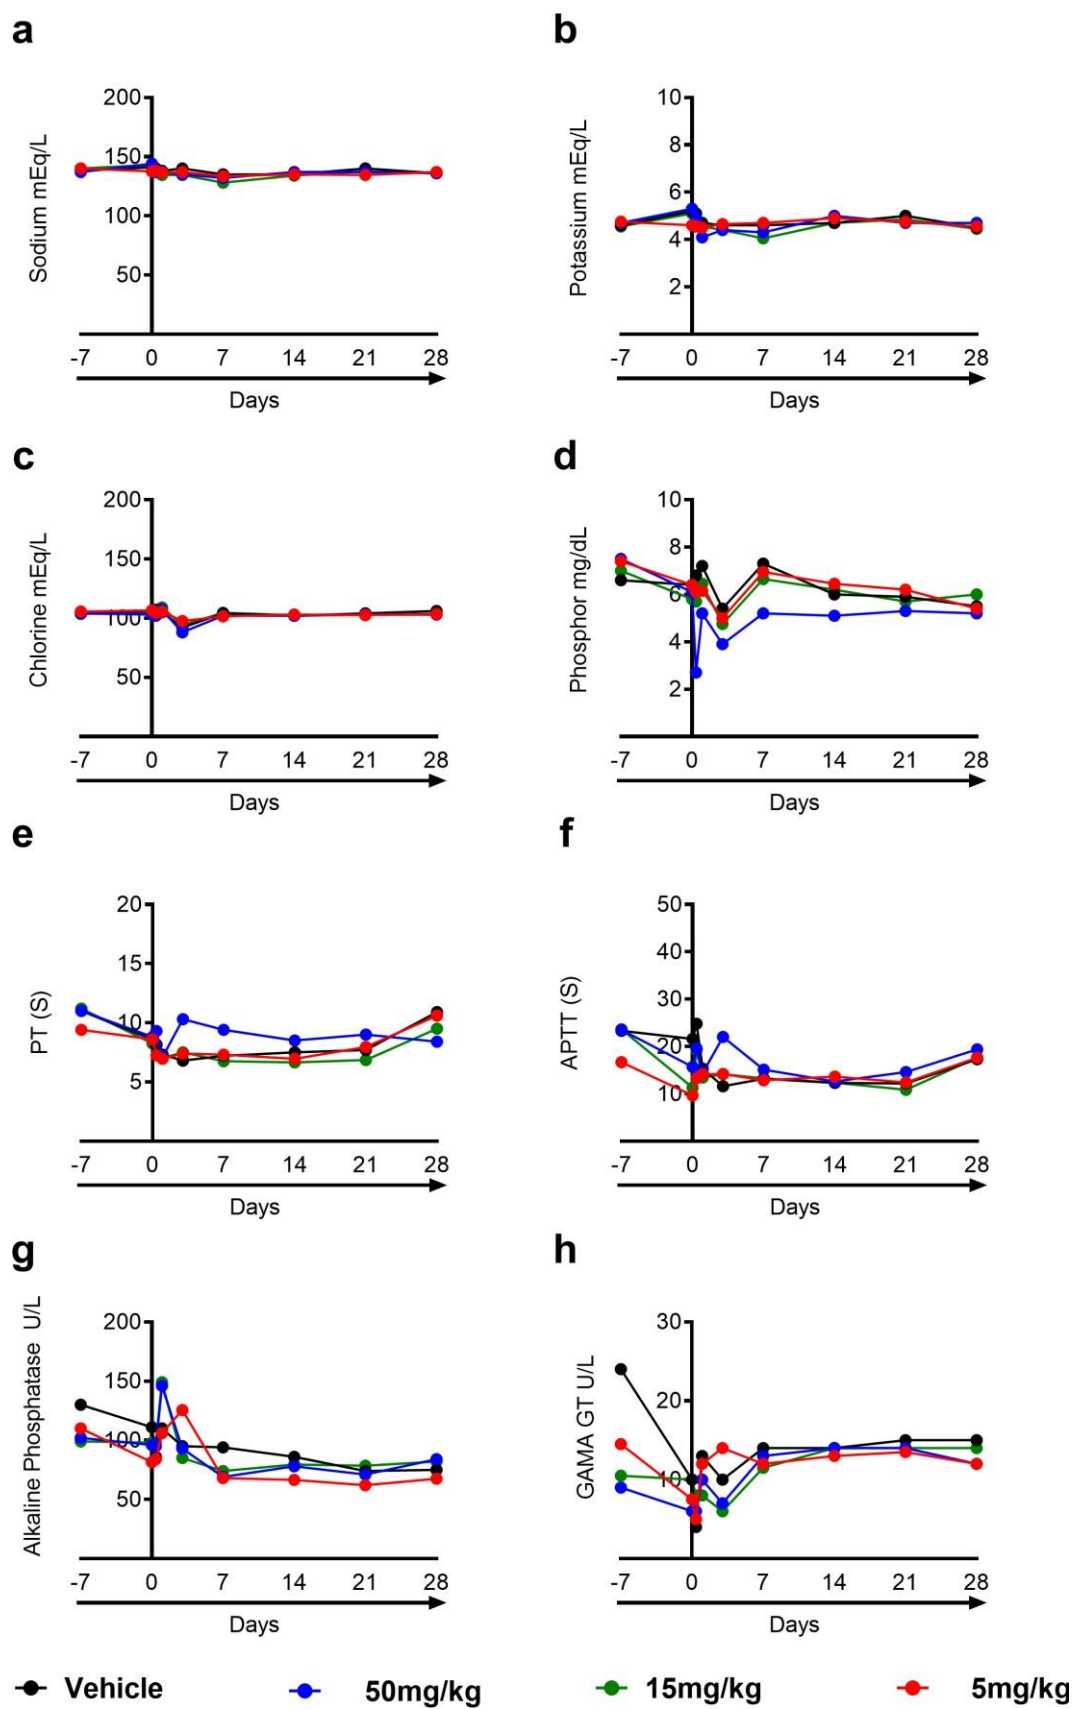 a
b
200
150
100
50
Sodium mEq/L
-7 0 7 14 21 28
Days
10
8
6
4
2
Potassium mEq/L
-7 0 7 14 21 28
Days
c
d
200
150
100
50
Chlorine mEq/L
-7 0 7 14 21 28
Days
10
8
6
4
2
Phosphor mg/dL
-7 0 7 14 21 28
Days
e
f
20
15
10
5
PT (S)
-7 0 7 14 21 28
Days
50
40
30
20
10
APTT (S)
-7 0 7 14 21 28
Days
g
h
200
150
100
50
Alkaline Phosphatase U/L
-7 0 7 14 21 28
Days
30
20
10
GAMA GT U/L
-7 0 7 14 21 28
Days
Vehicle 50mg/kg 15mg/kg 5mg/kg